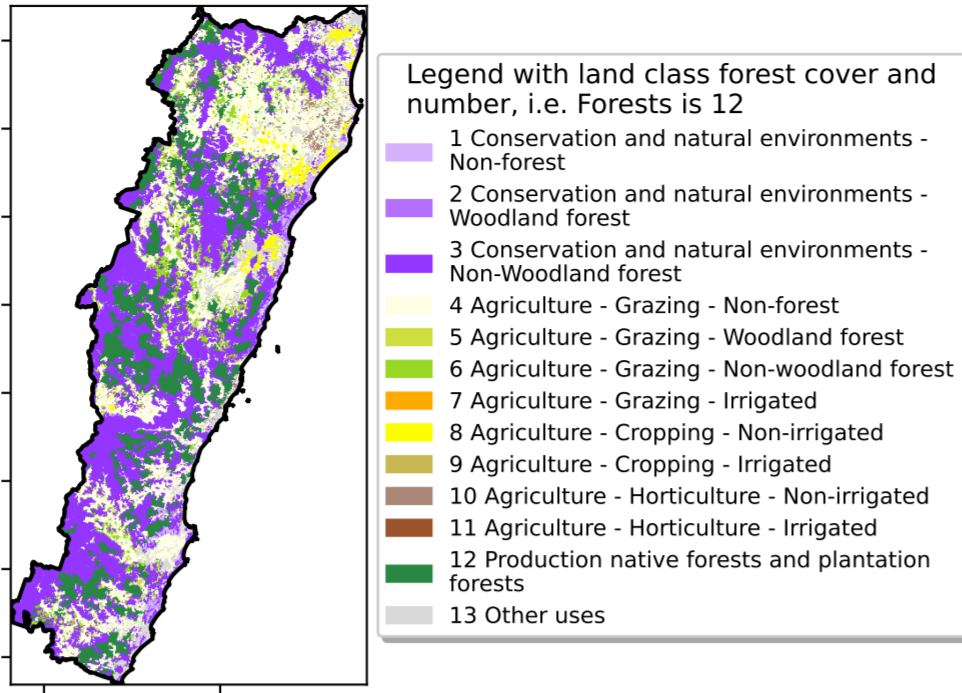 Legend with land class forest cover and
number, i.e. Forests is 12
1 Conservation and natural environments -
Non-forest
2 Conservation and natural environments -
Woodland forest
3 Conservation and natural environments -
Non-Woodland forest
4 Agriculture - Grazing - Non-forest
5 Agriculture - Grazing - Woodland forest
6 Agriculture - Grazing - Non-woodland forest
7 Agriculture - Grazing - Irrigated
8 Agriculture - Cropping - Non-irrigated
9 Agriculture - Cropping - Irrigated
10 Agriculture - Horticulture - Non-irrigated
11 Agriculture - Horticulture - Irrigated
12 Production native forests and plantation
forests
13 Other uses